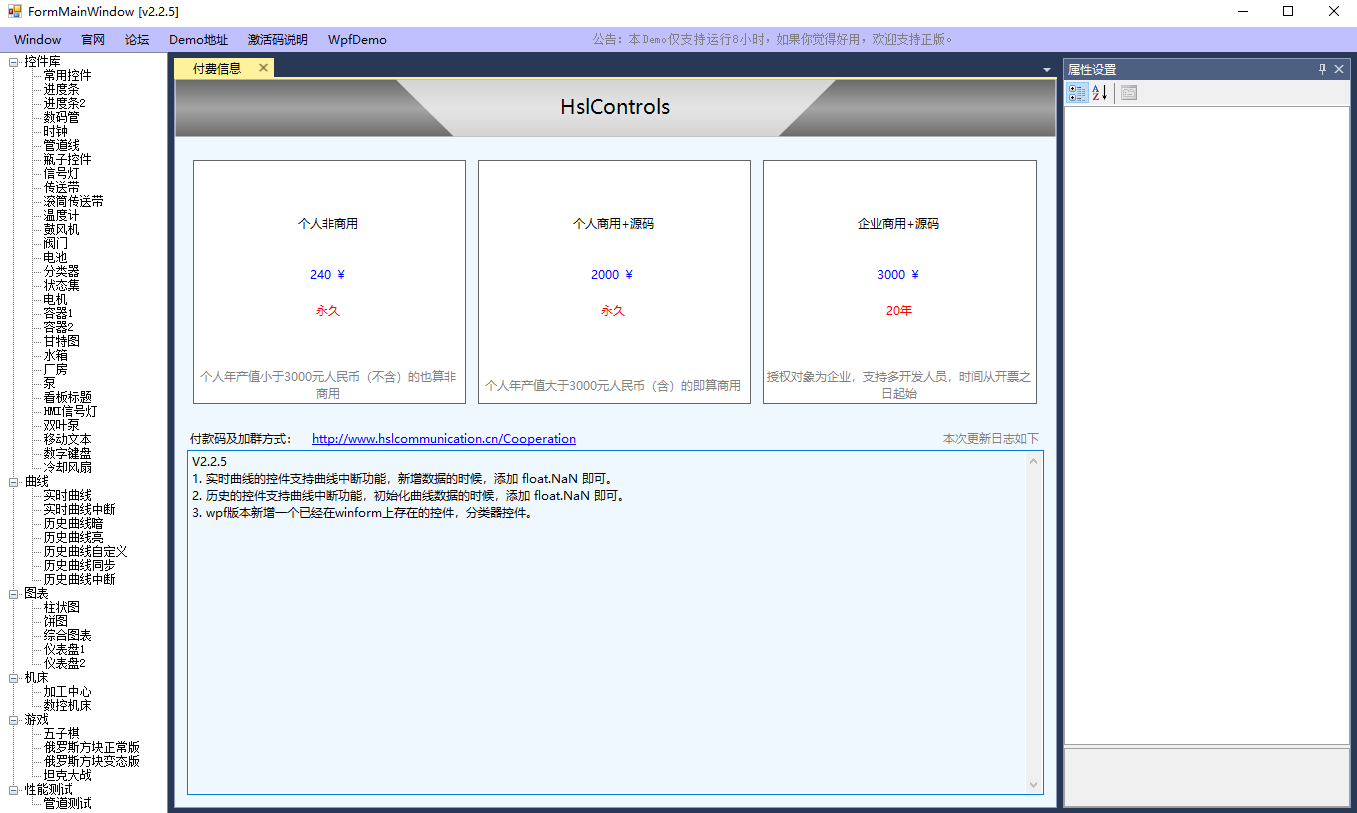 FormMainWindow [v2.2.5]
Window 官网 论坛 Demo地址 激活码说明 WpfDemo
公告：本Demo仅支持运行8小时，如果你觉得好用，欢迎支持正版。
控件库
常用控件
进度条
进度条2
数码管
时钟
管道线
瓶子控件
信号灯
传送带
滚筒传送带
温度计
鼓风机
阀门
电池
分类器
状态集
电机
容器1
容器2
甘特图
水箱
厂房
泵
看板标题
HMI信号灯
双叶泵
移动文本
数字键盘
冷却风扇
曲线
实时曲线
实时曲线中断
历史曲线暗
历史曲线亮
历史曲线自定义
历史曲线同步
历史曲线中断
图表
柱状图
饼图
综合图表
仪表盘1
仪表盘2
机床
加工中心
数控机床
游戏
五子棋
俄罗斯方块正常版
俄罗斯方块变态版
坦克大战
性能测试
管道测试
付费信息
HslControls
个人非商用
240 ￥
永久
个人年产值小于3000元人民币（不含）的也算非
商用
个人商用+源码
2000 ￥
永久
个人年产值大于3000元人民币（含）的即算商用
企业商用+源码
3000 ￥
20年
授权对象为企业，支持多开发人员，时间从开票之
日起始
付款码及加群方式： http://www.hslcommunication.cn/Cooperation
本次更新日志如下
V2.2.5
1. 实时曲线的控件支持曲线中断功能，新增数据的时候，添加 float.NaN 即可。
2. 历史的控件支持曲线中断功能，初始化曲线数据的时候，添加 float.NaN 即可。
3. wpf版本新增一个已经在winform上存在的控件，分类器控件。
属性设置